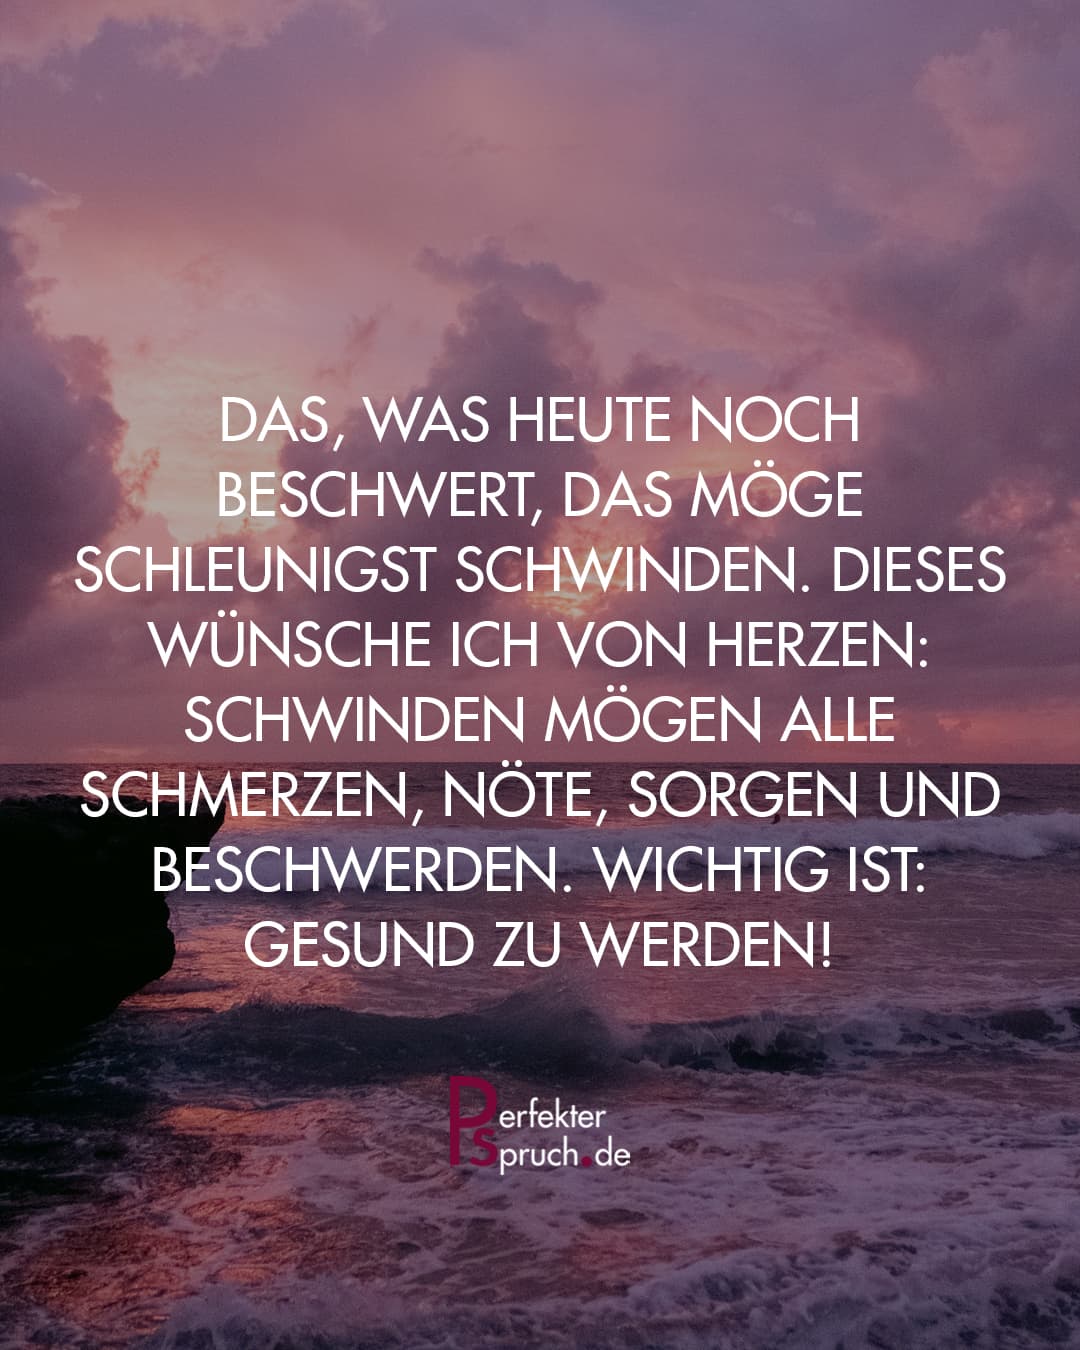 DAS, WAS HEUTE NOCH
BESCHWERT, DAS MÖGE
SCHLEUNIGST SCHWINDEN. DIESES
WÜNSCHE ICH VON HERZEN:
SCHWINDEN MÖGEN ALLE
SCHMERZEN, NÖTE, SORGEN UND
BESCHWERDEN. WICHTIG IST:
GESUND ZU WERDEN!
Perfekter
Spruch.de